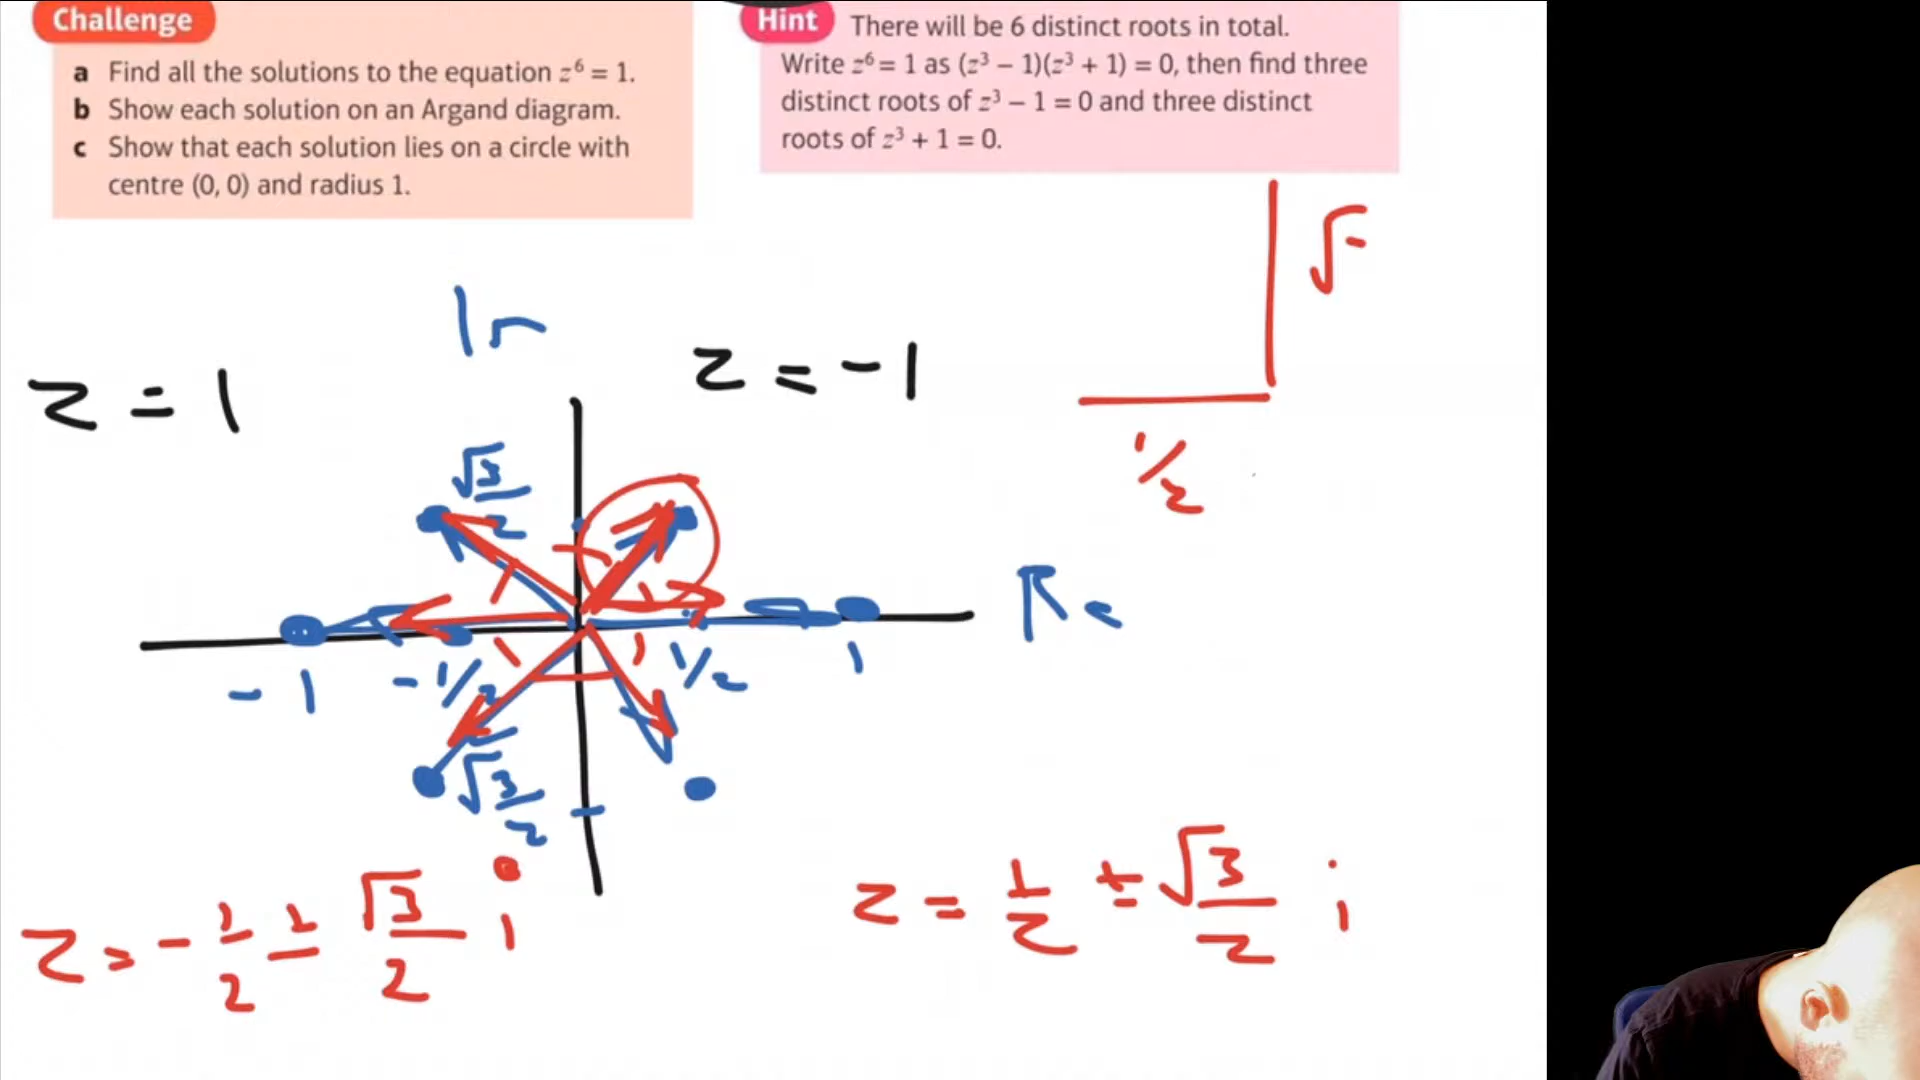 Challenge
a Find all the solutions to the equation z⁶ = 1.
b Show each solution on an Argand diagram.
c Show that each solution lies on a circle with
centre (0, 0) and radius 1.
Hint There will be 6 distinct roots in total.
Write z⁶ = 1 as (z³ − 1)(z³ + 1) = 0, then find three
distinct roots of z³ − 1 = 0 and three distinct
roots of z³ + 1 = 0.
√
1/2
Im
z = 1
z = -1
√3/2
Re
-1
-1/2
1/2
1
√3/2
z = -1/2 ± √3/2 i
z = 1/2 ± √3/2 i